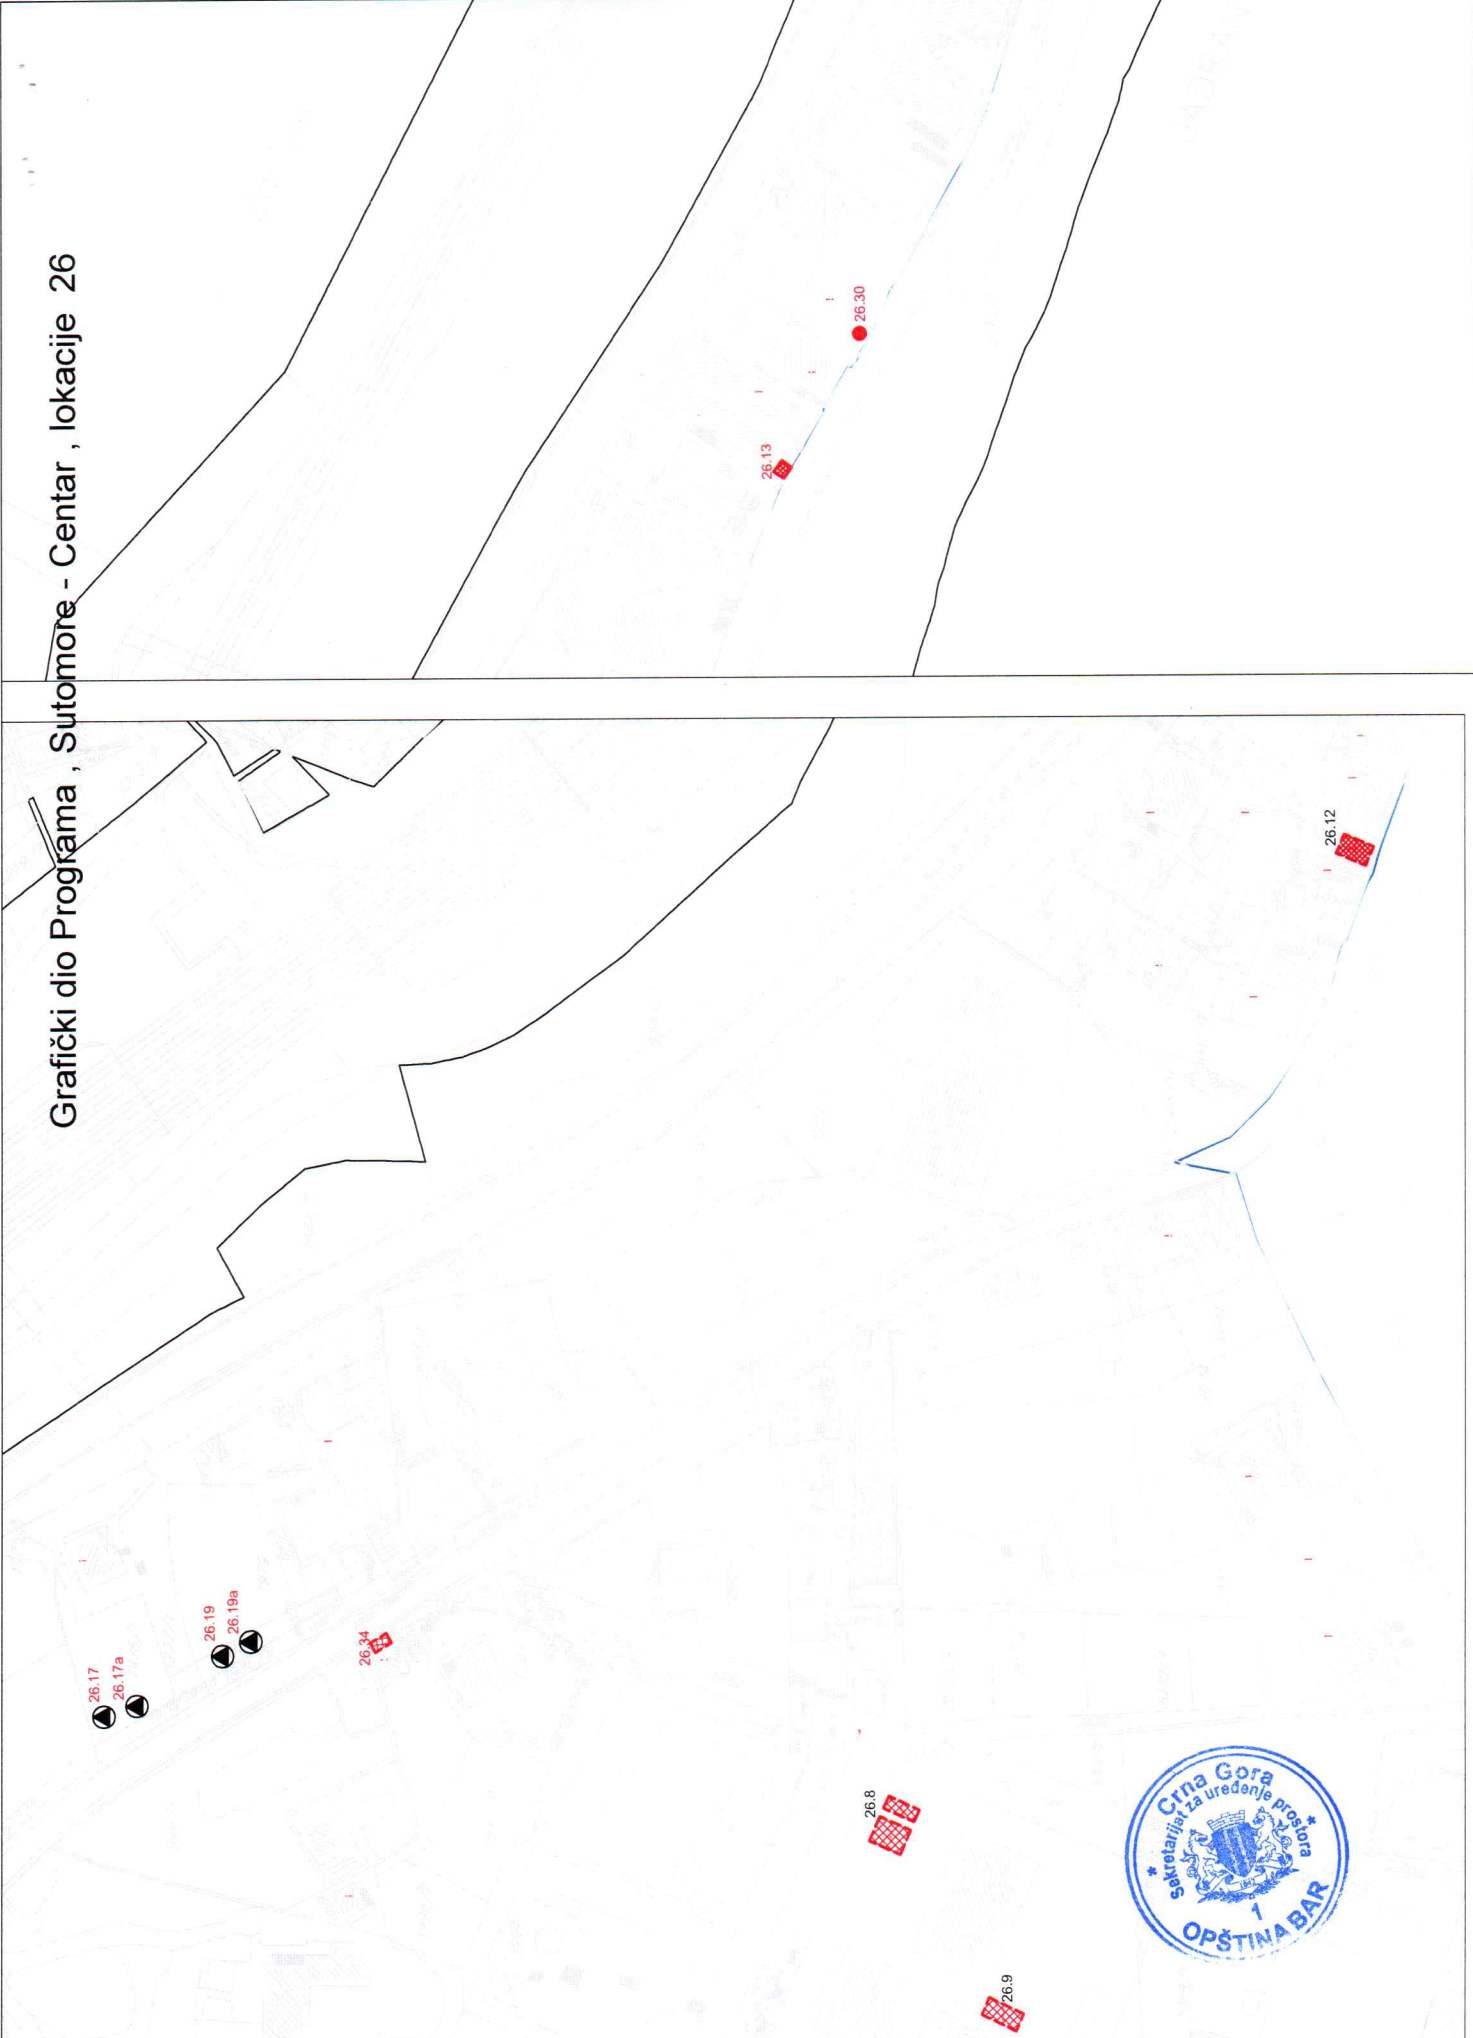 Grafički dio Programa , Sutomore - Centar , lokacije 26
26.17
26.17a
26.19
26.19a
26.34
26.8
26.9
26.12
26.13
26.30
Crna Gora
Sekretarijat za uređenje prostora
1
OPŠTINA BAR